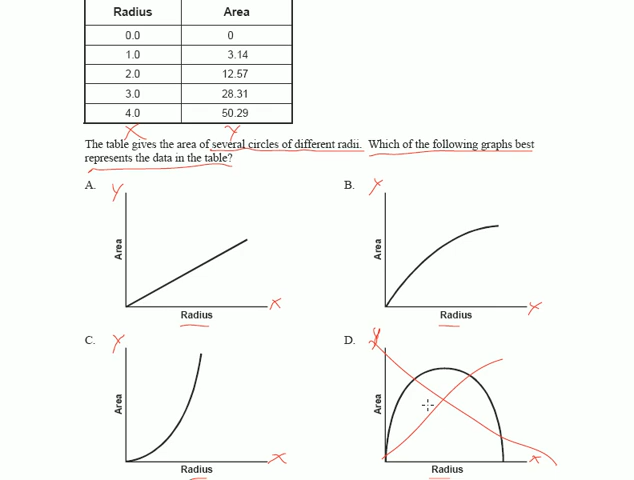 Radius Area
0.0 0
1.0 3.14
2.0 12.57
3.0 28.31
4.0 50.29
x y
The table gives the area of several circles of different radii. Which of the following graphs best
represents the data in the table?
A. y
Area
Radius x
B. y
Area
Radius x
C. y
Area
Radius x
D. y
Area
Radius x